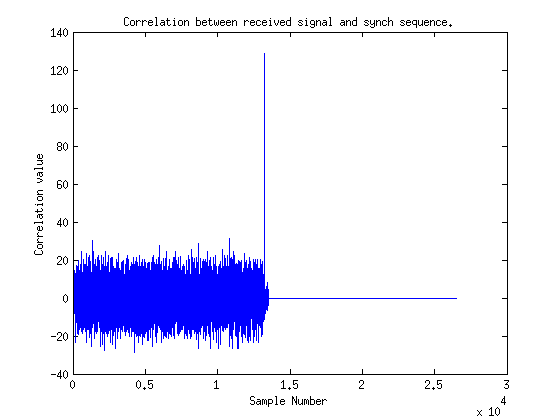 Correlation between received signal and synch sequence.
140
120
100
80
60
40
20
0
-20
-40
Correlation value
0 0.5 1 1.5 2 2.5 3 4
Sample Number
x 10